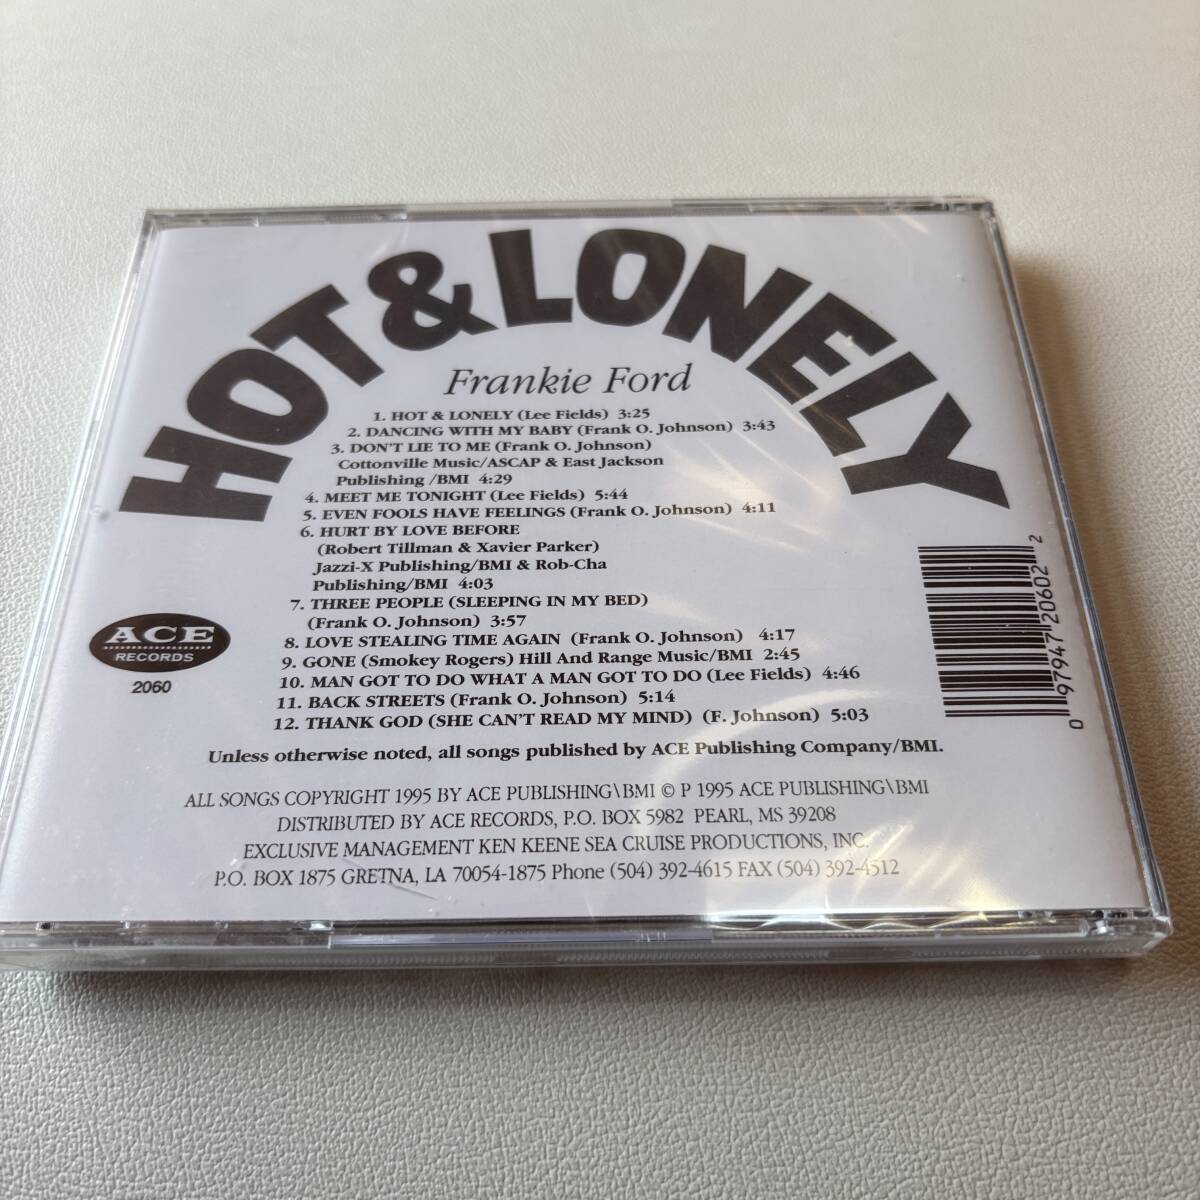 HOT & LONELY
Frankie Ford
1. HOT & LONELY (Lee Fields) 3:25
2. DANCING WITH MY BABY (Frank O. Johnson) 3:43
3. DON'T LIE TO ME (Frank O. Johnson)
Cottonville Music/ASCAP & East Jackson
Publishing /BMI 4:29
4. MEET ME TONIGHT (Lee Fields) 5:44
5. EVEN FOOLS HAVE FEELINGS (Frank O. Johnson) 4:11
6. HURT BY LOVE BEFORE
(Robert Tillman & Xavier Parker)
Jazzi-X Publishing/BMI & Rob-Cha
Publishing/BMI 4:03
7. THREE PEOPLE (SLEEPING IN MY BED)
(Frank O. Johnson) 3:57
8. LOVE STEALING TIME AGAIN (Frank O. Johnson) 4:17
9. GONE (Smokey Rogers) Hill And Range Music/BMI 2:45
10. MAN GOT TO DO WHAT A MAN GOT TO DO (Lee Fields) 4:46
11. BACK STREETS (Frank O. Johnson) 5:14
12. THANK GOD (SHE CAN'T READ MY MIND) (F. Johnson) 5:03
ACE
RECORDS
2060
0 97947 20602 2
Unless otherwise noted, all songs published by ACE Publishing Company/BMI.
ALL SONGS COPYRIGHT 1995 BY ACE PUBLISHING\BMI © P 1995 ACE PUBLISHING\BMI
DISTRIBUTED BY ACE RECORDS, P.O. BOX 5982 PEARL, MS 39208
EXCLUSIVE MANAGEMENT KEN KEENE SEA CRUISE PRODUCTIONS, INC.
P.O. BOX 1875 GRETNA, LA 70054-1875 Phone (504) 392-4615 FAX (504) 392-4512